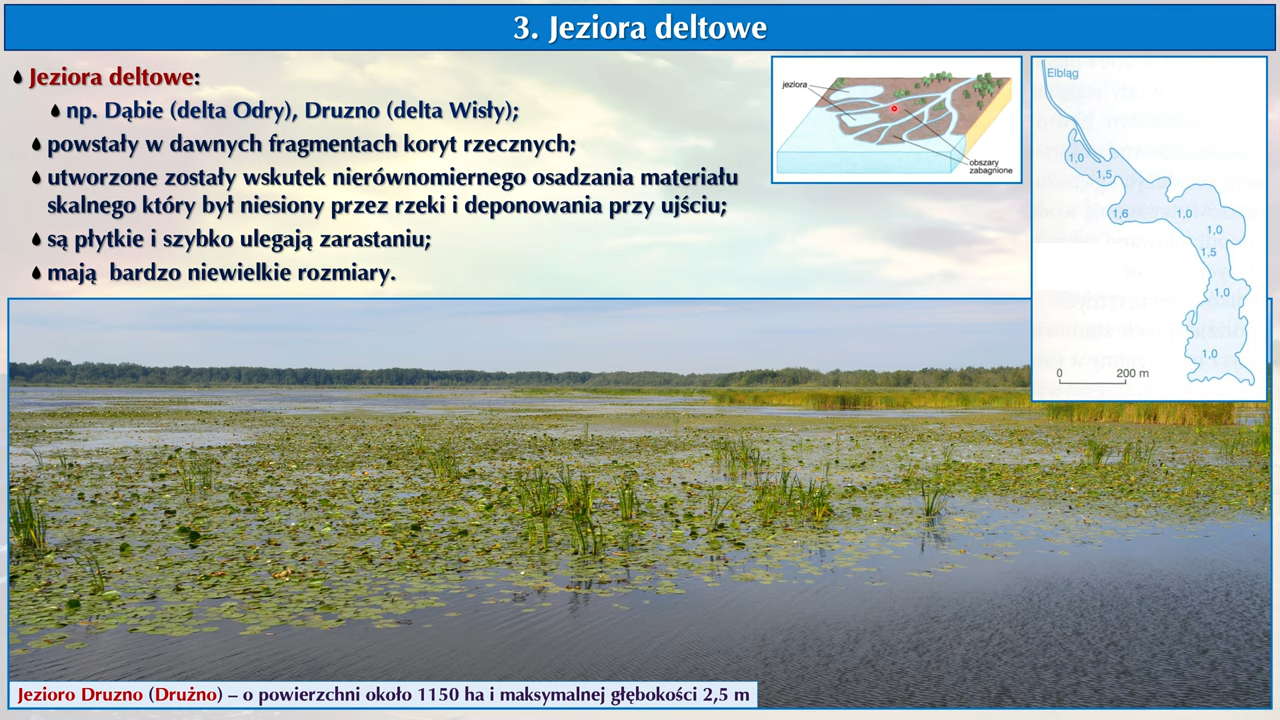 3. Jeziora deltowe
Jeziora deltowe:
np. Dąbie (delta Odry), Druzno (delta Wisły);
powstały w dawnych fragmentach koryt rzecznych;
utworzone zostały wskutek nierównomiernego osadzania materiału
skalnego który był niesiony przez rzeki i deponowania przy ujściu;
są płytkie i szybko ulegają zarastaniu;
mają bardzo niewielkie rozmiary.
jeziora
obszary
zabagnione
Elbląg
1,0
1,5
1,6
1,0
1,0
1,5
1,0
1,0
0 200 m
Jezioro Druzno (Drużno) – o powierzchni około 1150 ha i maksymalnej głębokości 2,5 m